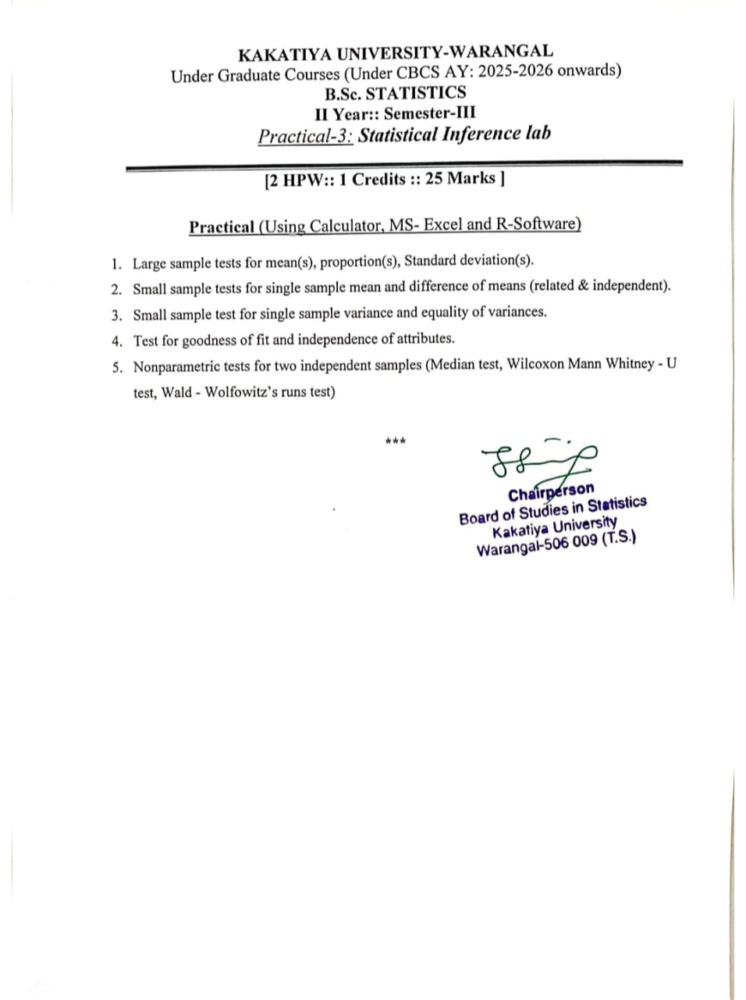 KAKATIYA UNIVERSITY-WARANGAL
Under Graduate Courses (Under CBCS AY: 2025-2026 onwards)
B.Sc. STATISTICS
II Year:: Semester-III
Practical-3: Statistical Inference lab
[2 HPW:: 1 Credits :: 25 Marks ]
Practical (Using Calculator, MS- Excel and R-Software)
1. Large sample tests for mean(s), proportion(s), Standard deviation(s).
2. Small sample tests for single sample mean and difference of means (related & independent).
3. Small sample test for single sample variance and equality of variances.
4. Test for goodness of fit and independence of attributes.
5. Nonparametric tests for two independent samples (Median test, Wilcoxon Mann Whitney - U
test, Wald - Wolfowitz's runs test)
***
Chairperson
Board of Studies in Statistics
Kakatiya University
Warangal-506 009 (T.S.)